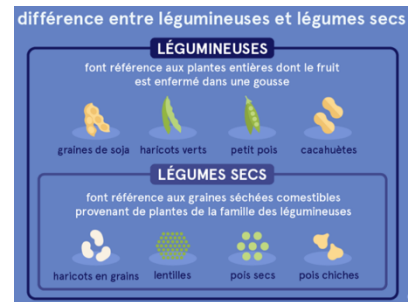 différence entre légumineuses et légumes secs
LÉGUMINEUSES
font référence aux plantes entières dont le fruit
est enfermé dans une gousse
graines de soja haricots verts petit pois cacahuètes
LÉGUMES SECS
font référence aux graines séchées comestibles
provenant de plantes de la famille des légumineuses
haricots en grains lentilles pois secs pois chiches